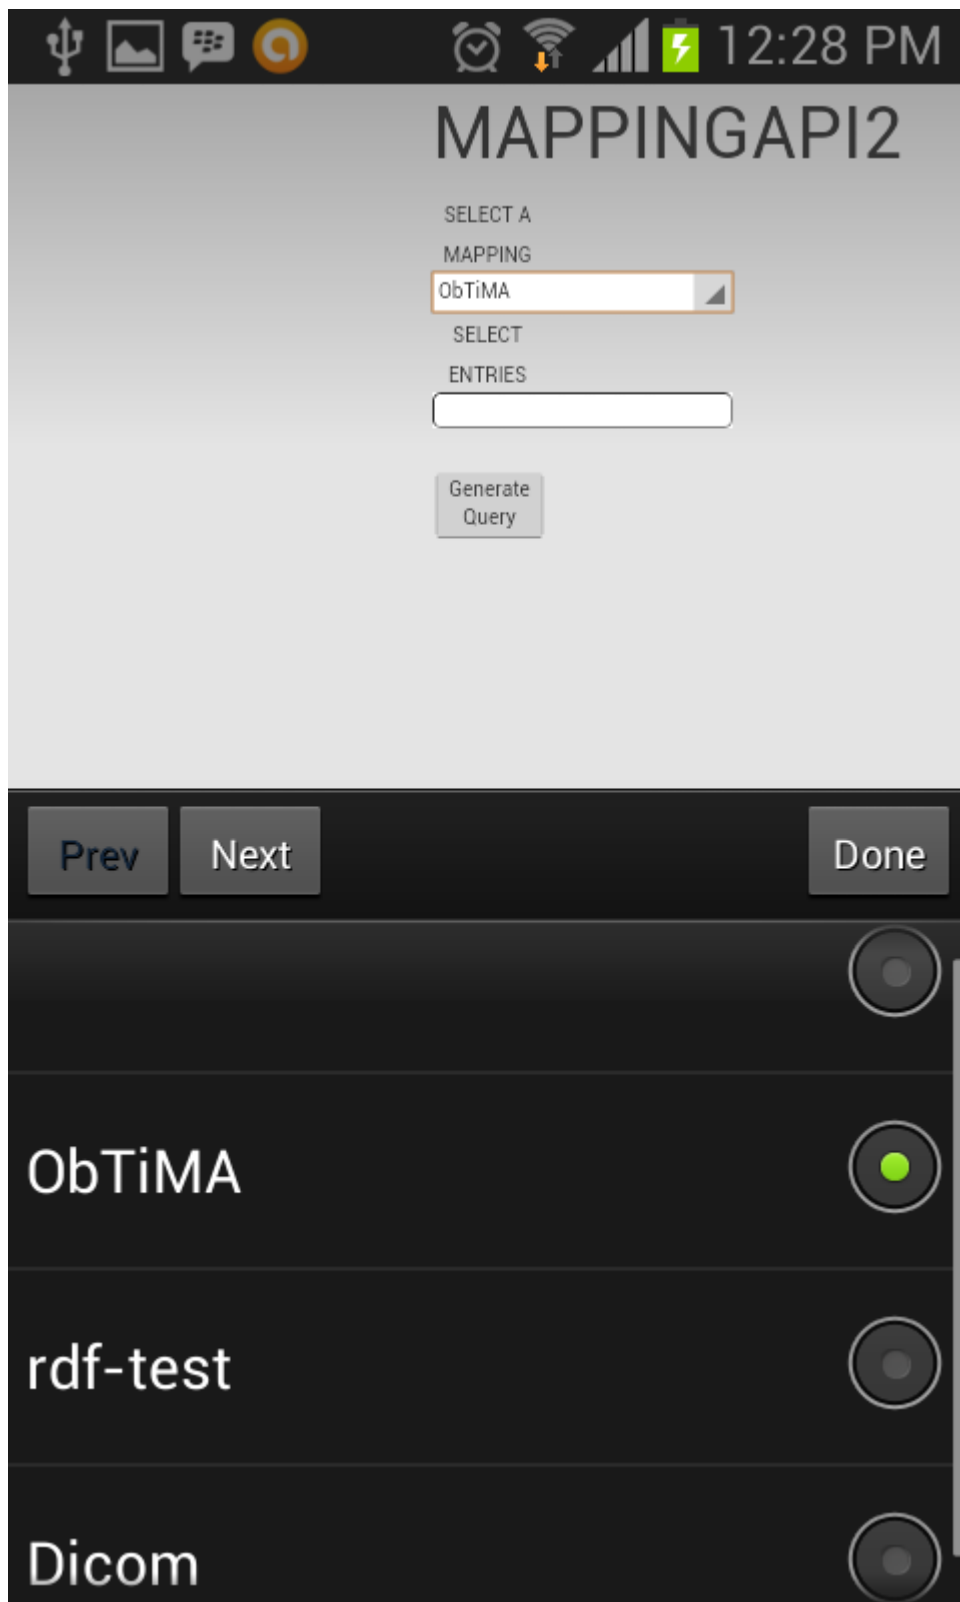 12:28 PM
MAPPINGAPI2
SELECT A
MAPPING
ObTiMA
SELECT
ENTRIES
Generate
Query
Prev Next Done
ObTiMA
rdf-test
Dicom